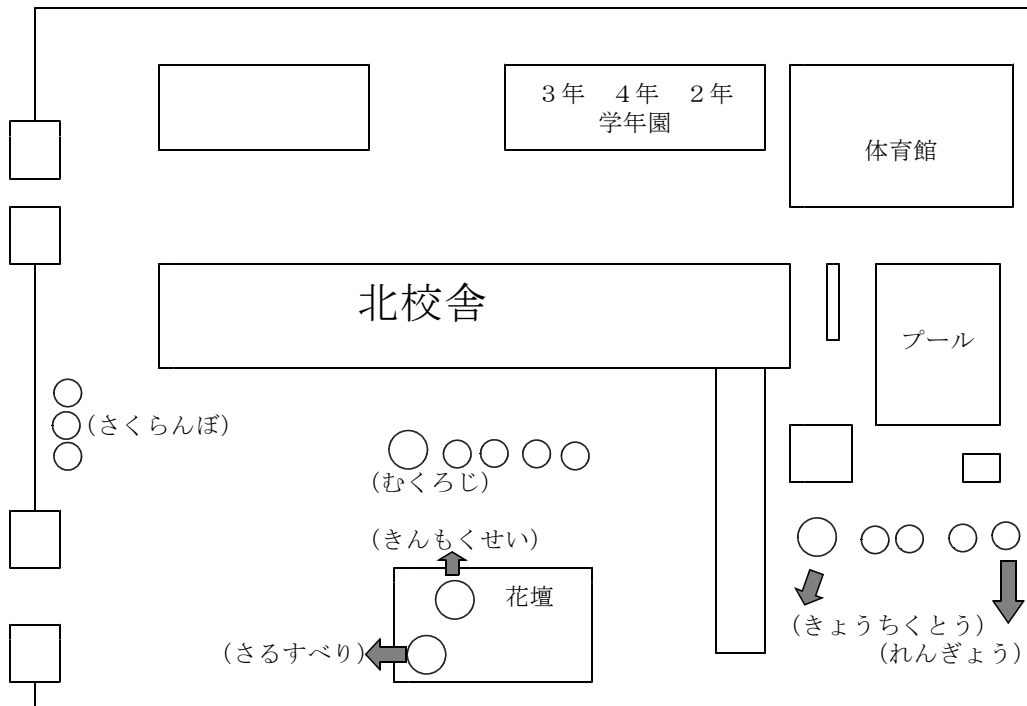 ３年　４年　２年
学年園
体育館
北校舎
プール
(さくらんぼ)
(むくろじ)
(きんもくせい)
花壇
(さるすべり)
(きょうちくとう)
(れんぎょう)